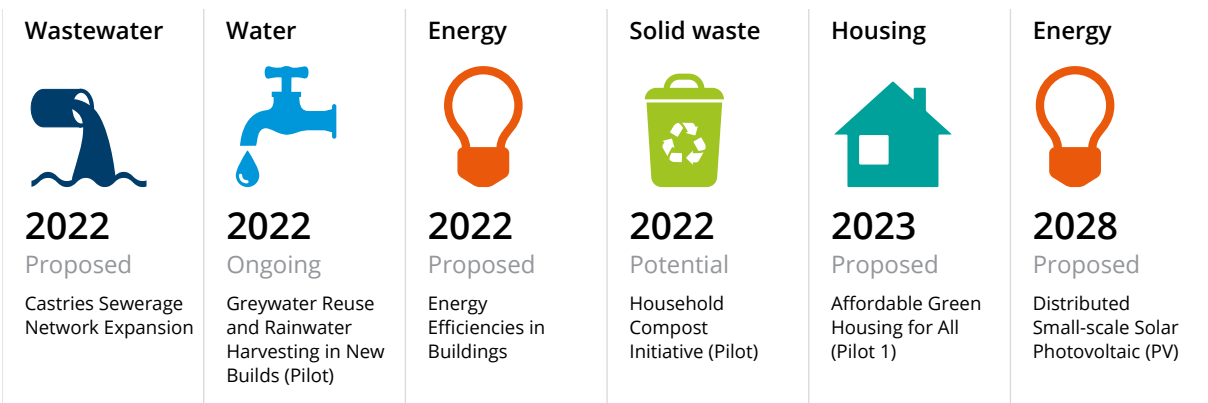 Wastewater
2022
Proposed
Castries Sewerage
Network Expansion
Water
2022
Ongoing
Greywater Reuse
and Rainwater
Harvesting in New
Builds (Pilot)
Energy
2022
Proposed
Energy
Efficiencies in
Buildings
Solid waste
2022
Potential
Household
Compost
Initiative (Pilot)
Housing
2023
Proposed
Affordable Green
Housing for All
(Pilot 1)
Energy
2028
Proposed
Distributed
Small-scale Solar
Photovoltaic (PV)